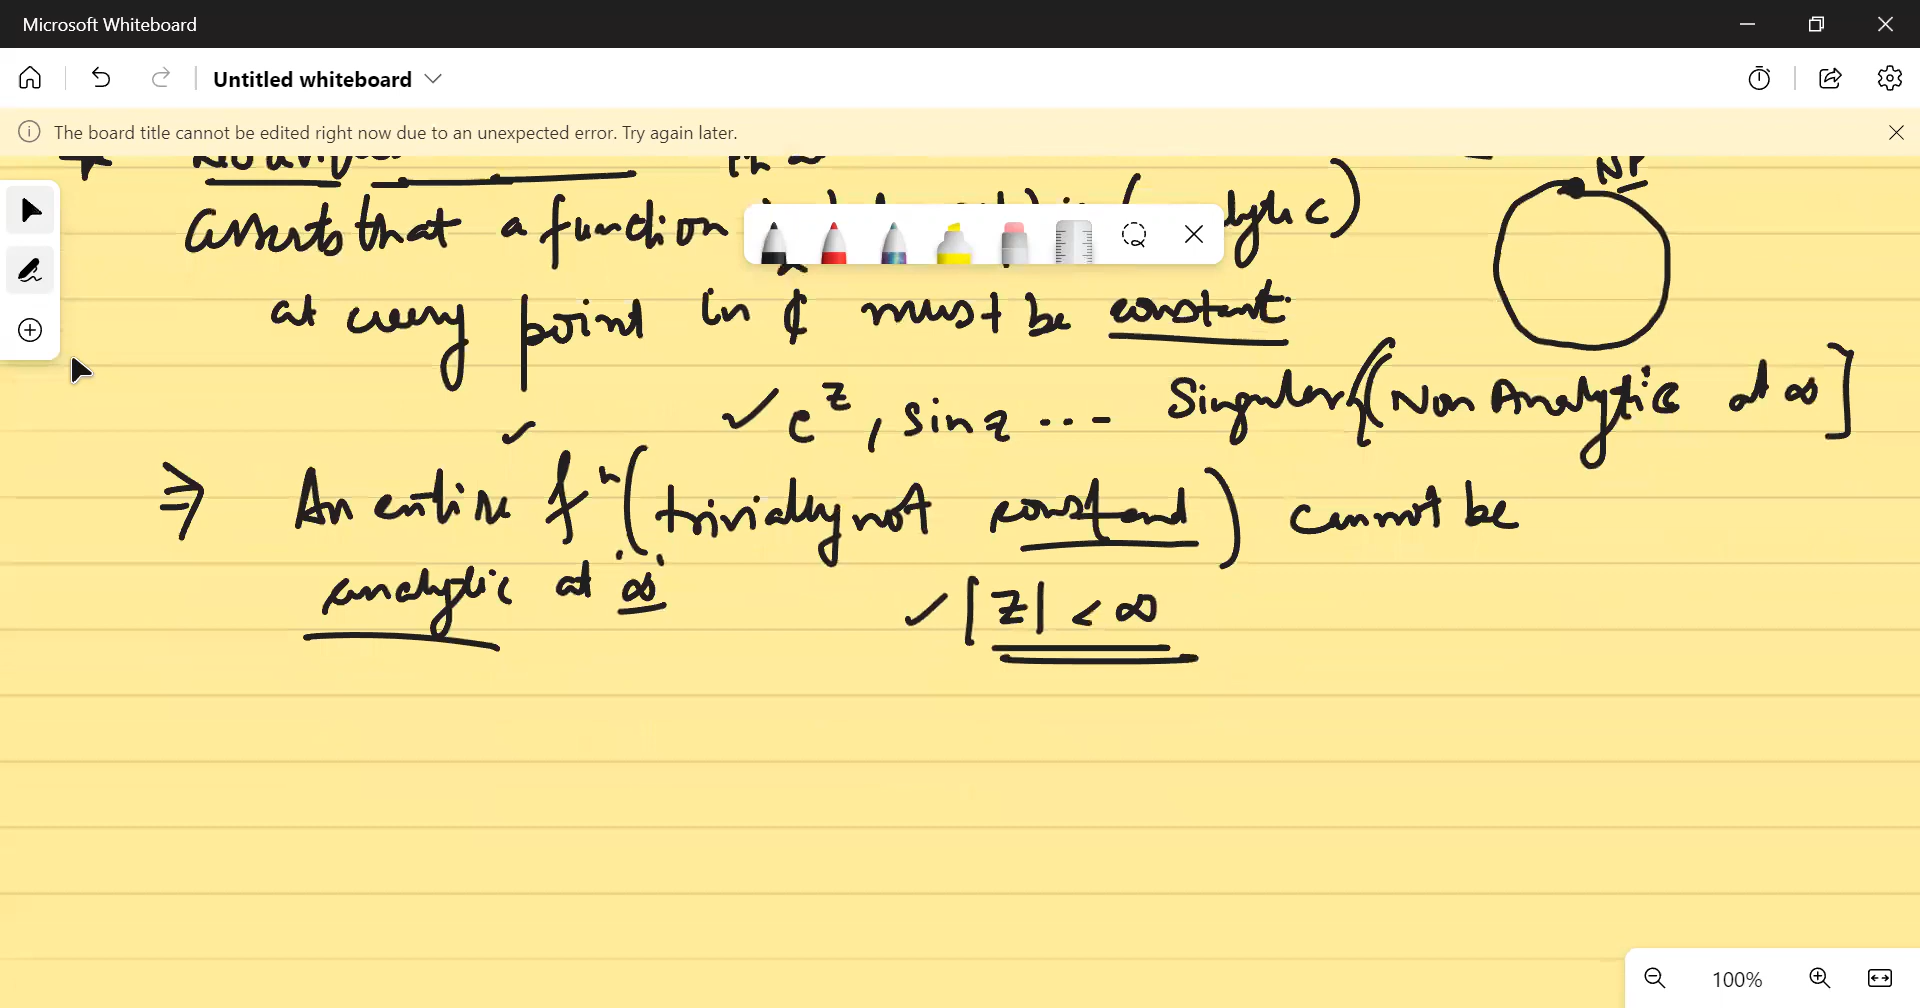 Microsoft Whiteboard
Untitled whiteboard
The board title cannot be edited right now due to an unexpected error. Try again later.
NP
asserts that a function
at every point in ₵ must be constant
✓ e^z, sin z ... – Singular (Non Analytic at ∞]
⇒ An entire fⁿ (trivially not constant) cannot be
analytic at '∞' ✓ |z| < ∞
100%